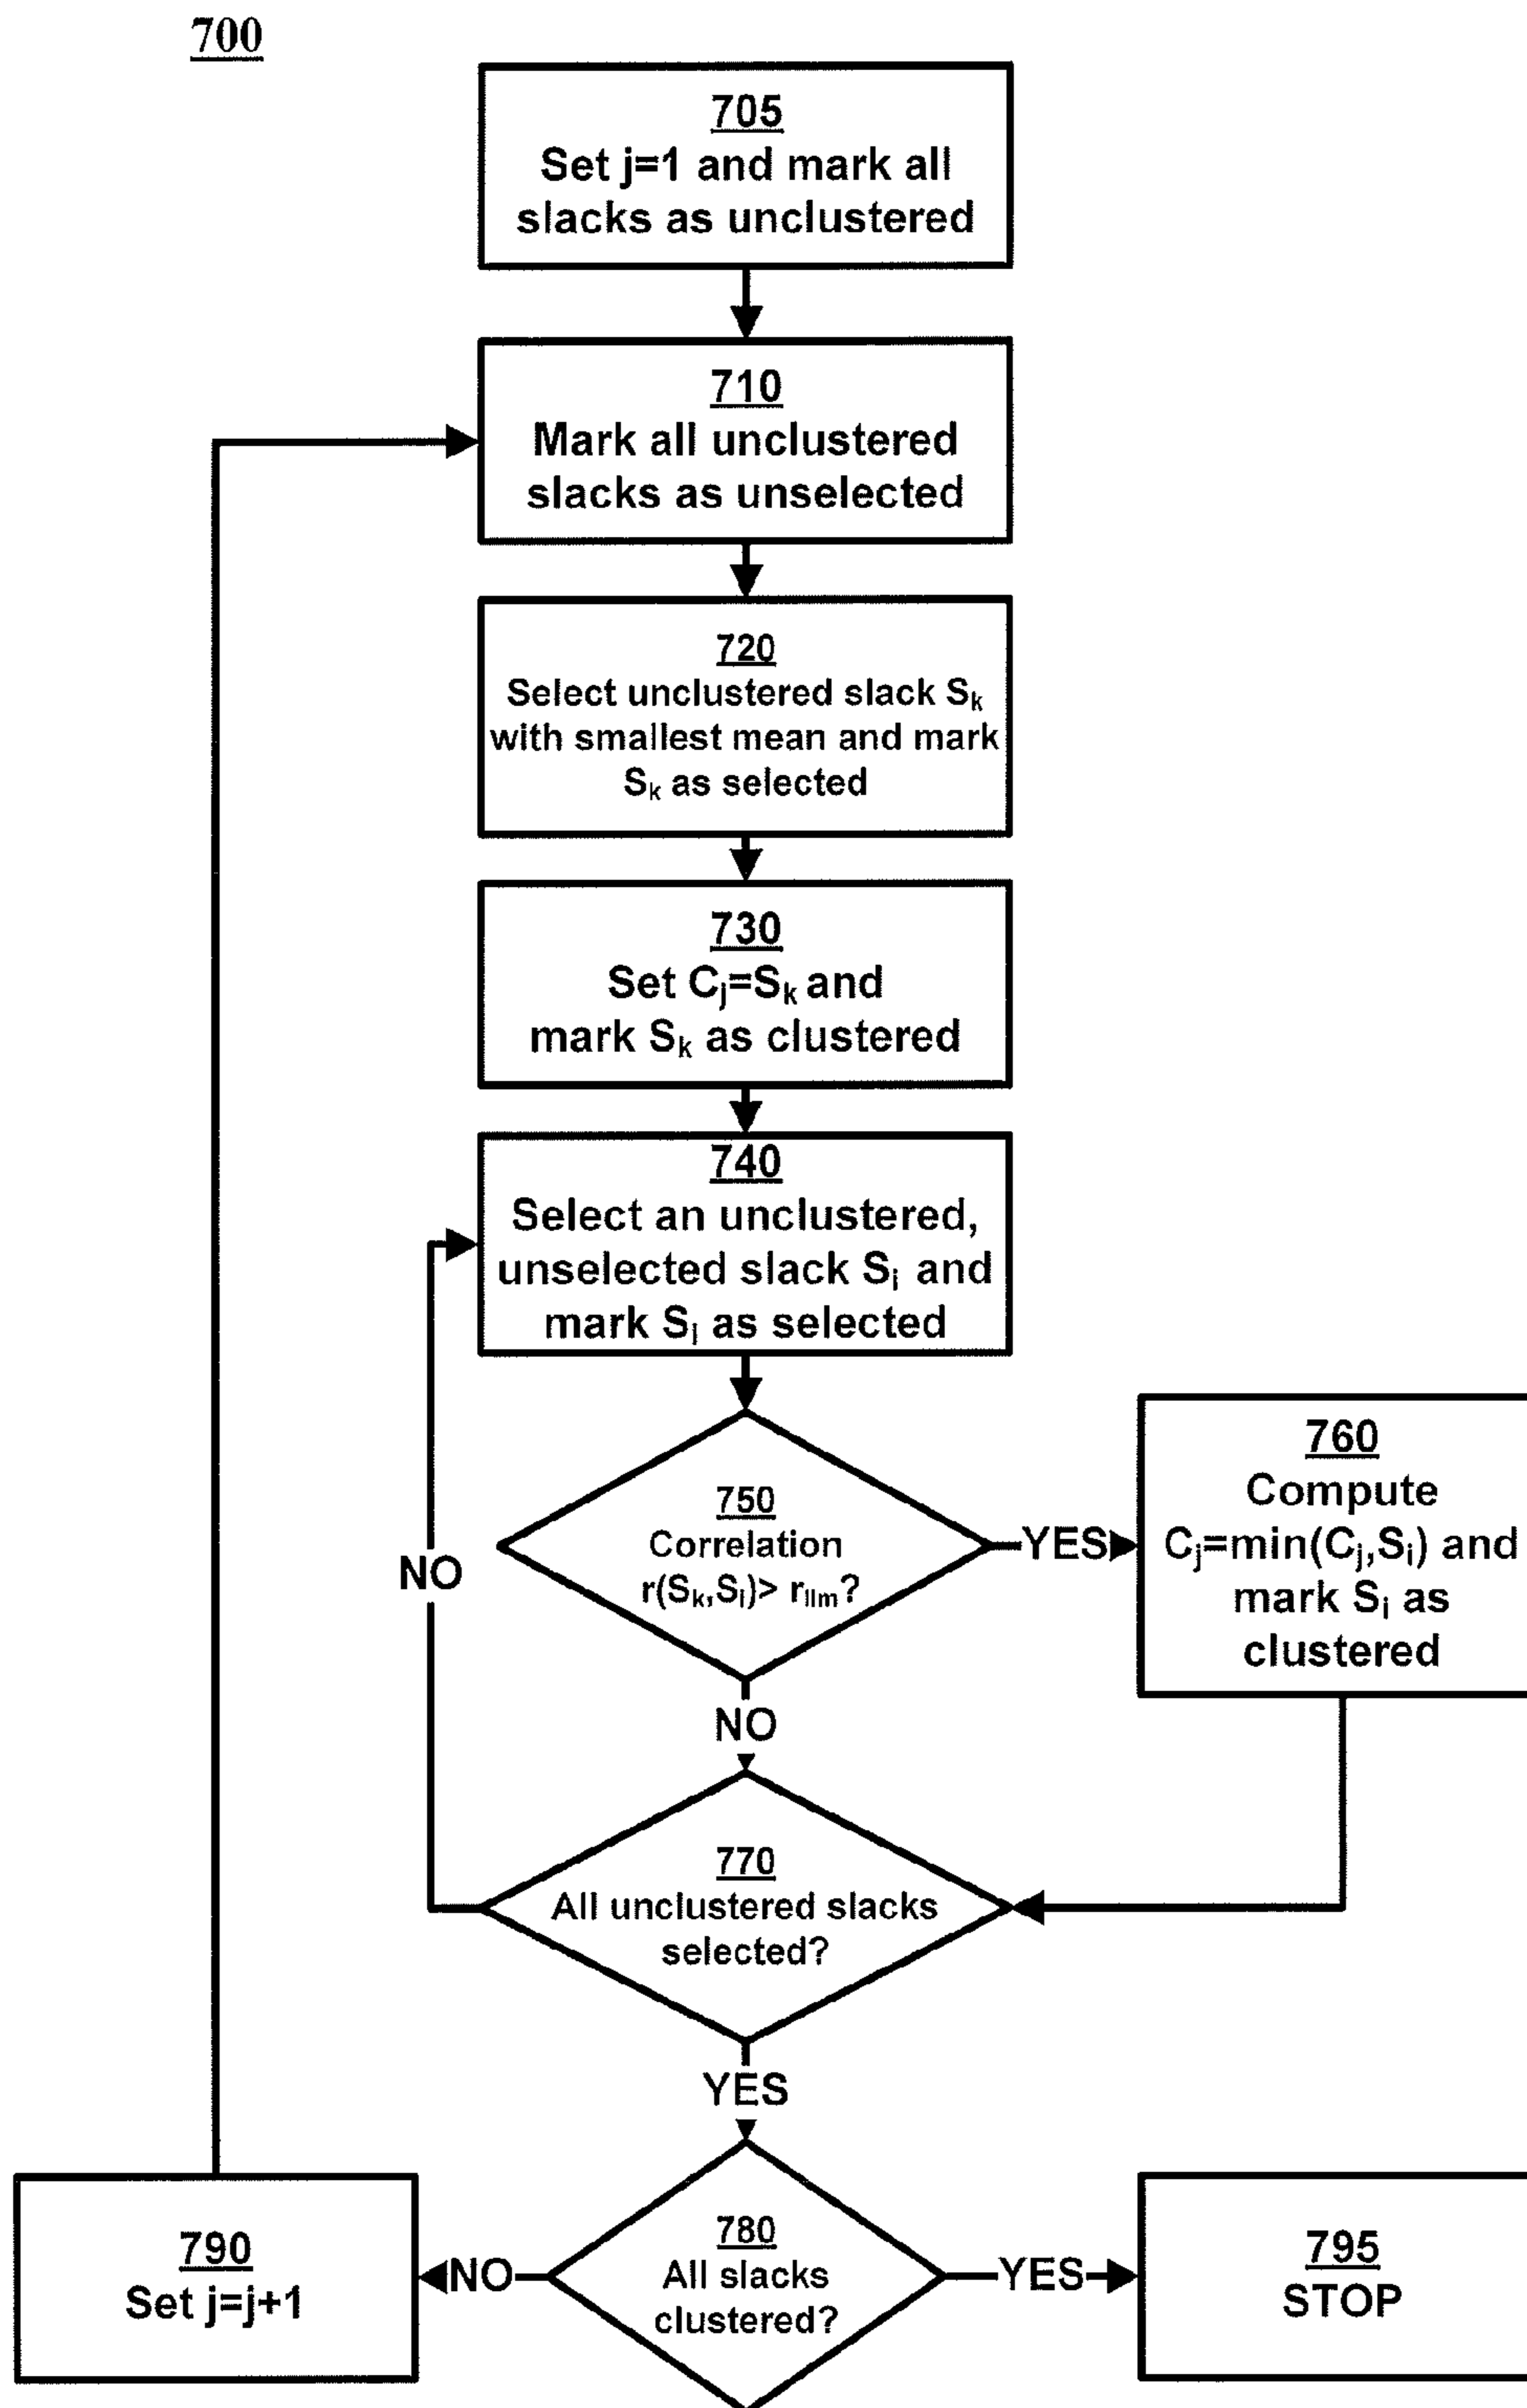 700
705
Set j=1 and mark all
slacks as unclustered
710
Mark all unclustered
slacks as unselected
720
Select unclustered slack Sk
with smallest mean and mark
Sk as selected
730
Set Cj=Sk and
mark Sk as clustered
740
Select an unclustered,
unselected slack Si and
mark Si as selected
750
Correlation
r(Sk,Si)> rlim?
YES
760
Compute
Cj=min(Cj,Si) and
mark Si as
clustered
NO
NO
770
All unclustered slacks
selected?
YES
790
Set j=j+1
NO
780
All slacks
clustered?
YES
795
STOP